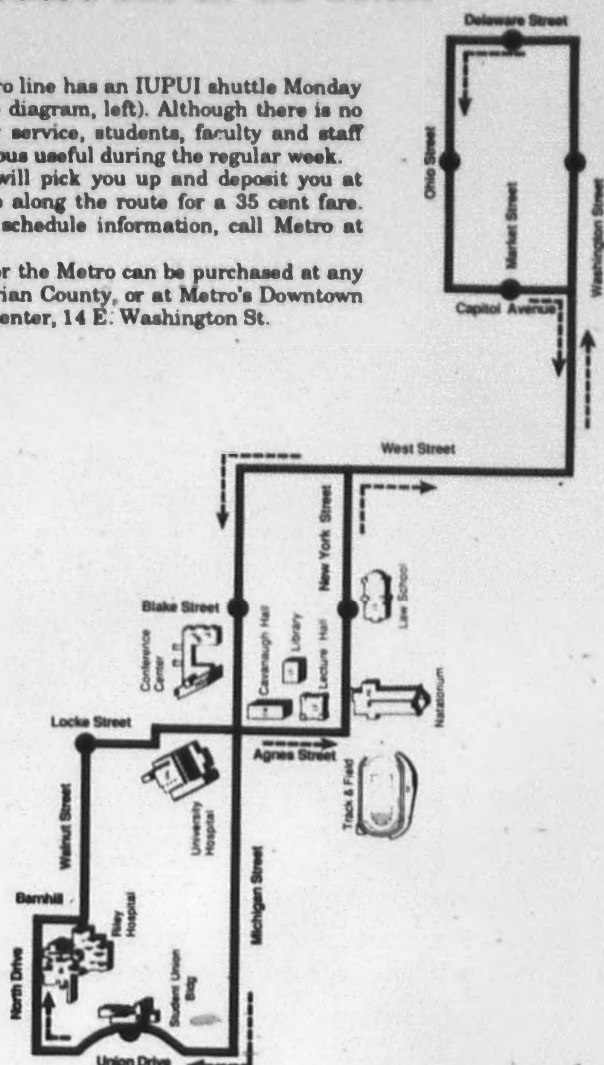 Delaware Street
ro line has an IUPUI shuttle Monday
diagram, left). Although there is no
service, students, faculty and staff
bus useful during the regular week.
will pick you up and deposit you at
along the route for a 35 cent fare.
schedule information, call Metro at
or the Metro can be purchased at any
rian County, or at Metro's Downtown
enter, 14 E. Washington St.
Ohio Street
Market Street
Washington Street
Capitol Avenue
West Street
New York Street
Blake Street
Conference
Center
Cavanaugh Hall
Library
Lecture Hall
Law School
Natatorium
Locke Street
Agnes Street
University
Hospital
Track & Field
Walnut Street
Michigan Street
Barnhill
Riley
Hospital
North Drive
Student Union
Bldg
Union Drive